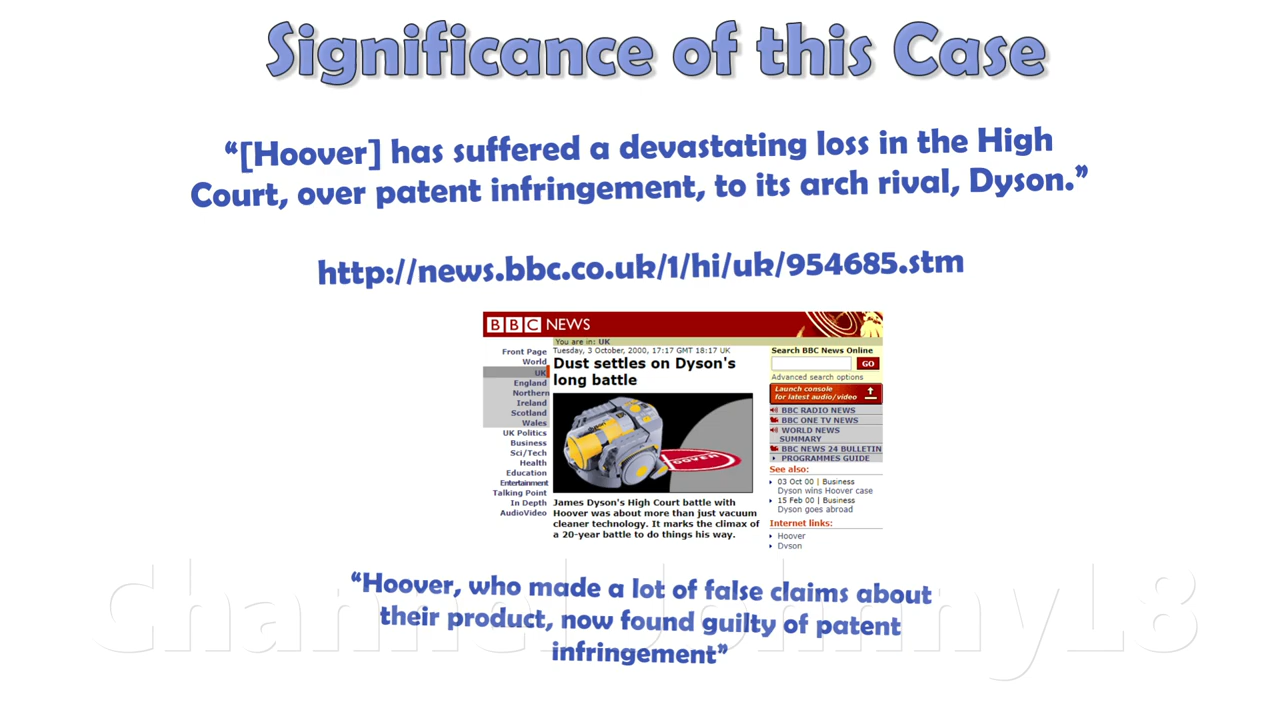 Significance of this Case
“[Hoover] has suffered a devastating loss in the High
Court, over patent infringement, to its arch rival, Dyson.”
http://news.bbc.co.uk/1/hi/uk/954685.stm
BBC NEWS
You are in: UK
Tuesday, 3 October, 2000, 17:17 GMT 18:17 UK
Dust settles on Dyson's
long battle
Front Page
World
UK
England
Northern
Ireland
Scotland
Wales
UK Politics
Business
Sci/Tech
Health
Education
Entertainment
Talking Point
In Depth
AudioVideo
HOOVER
James Dyson's High Court battle with
Hoover was about more than just vacuum
cleaner technology. It marks the climax of
a 20-year battle to do things his way.
Search BBC News Online
GO
Advanced search options
Launch console
for latest audio/video
BBC RADIO NEWS
BBC ONE TV NEWS
WORLD NEWS
SUMMARY
BBC NEWS 24 BULLETIN
PROGRAMMES GUIDE
See also:
03 Oct 00 | Business
Dyson wins Hoover case
15 Feb 00 | Business
Dyson goes abroad
Internet links:
Hoover
Dyson
“Hoover, who made a lot of false claims about
their product, now found guilty of patent
infringement”
Channel JohnnyL8